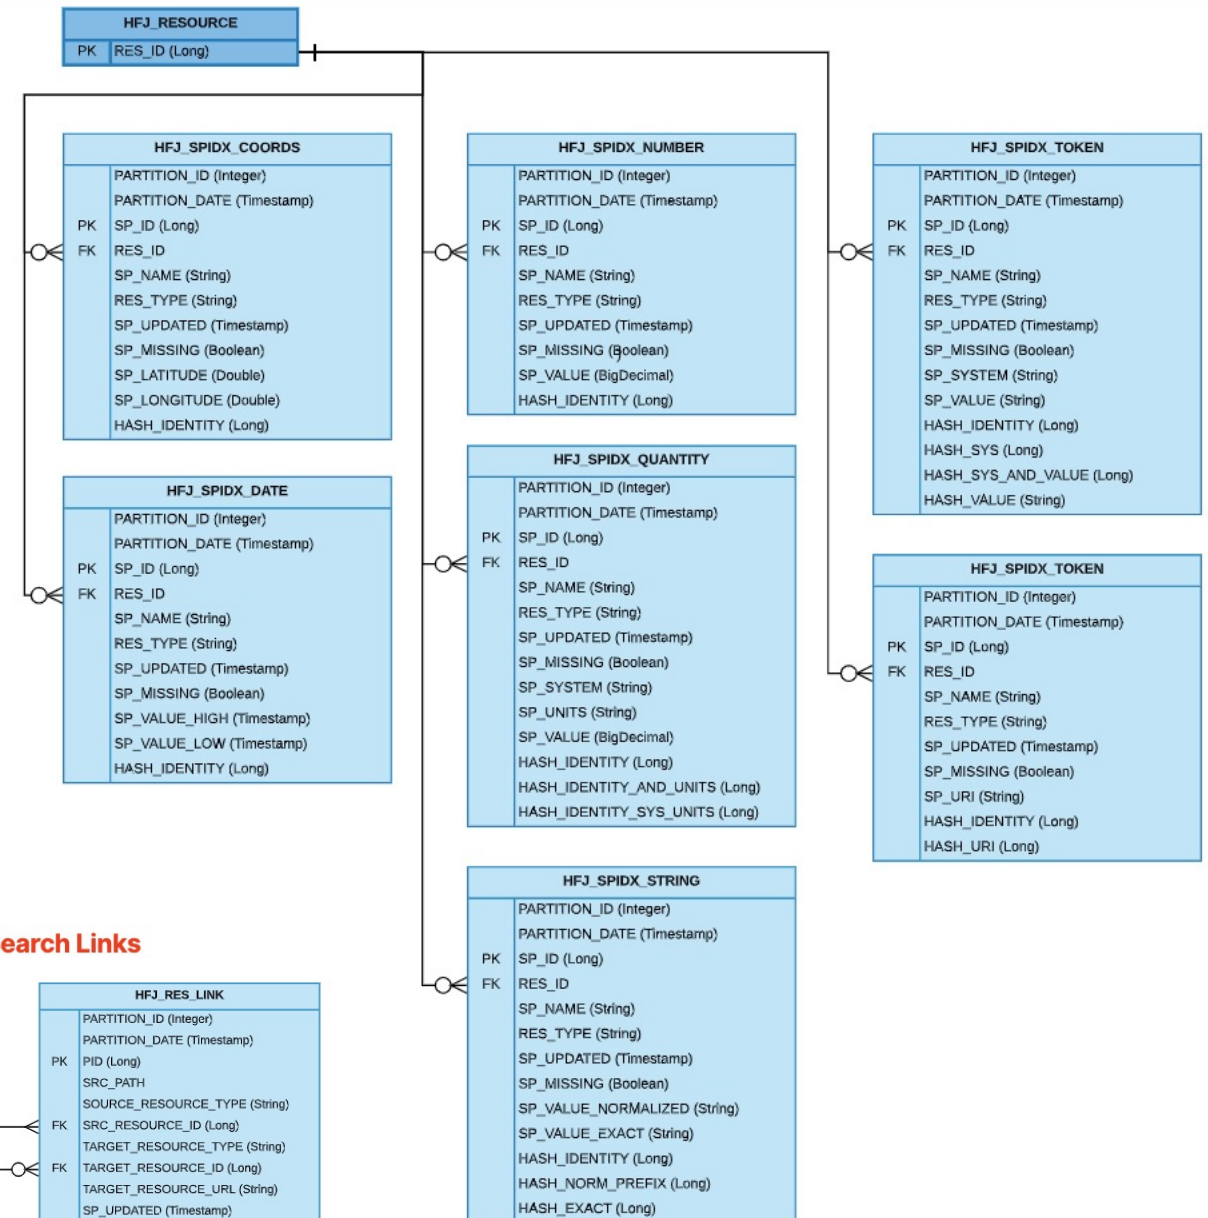 HFJ_RESOURCE
PK RES_ID (Long)
HFJ_SPIDX_COORDS
PARTITION_ID (Integer)
PARTITION_DATE (Timestamp)
PK SP_ID (Long)
FK RES_ID
SP_NAME (String)
RES_TYPE (String)
SP_UPDATED (Timestamp)
SP_MISSING (Boolean)
SP_LATITUDE (Double)
SP_LONGITUDE (Double)
HASH_IDENTITY (Long)
HFJ_SPIDX_DATE
PARTITION_ID (Integer)
PARTITION_DATE (Timestamp)
PK SP_ID (Long)
FK RES_ID
SP_NAME (String)
RES_TYPE (String)
SP_UPDATED (Timestamp)
SP_MISSING (Boolean)
SP_VALUE_HIGH (Timestamp)
SP_VALUE_LOW (Timestamp)
HASH_IDENTITY (Long)
HFJ_SPIDX_NUMBER
PARTITION_ID (Integer)
PARTITION_DATE (Timestamp)
PK SP_ID (Long)
FK RES_ID
SP_NAME (String)
RES_TYPE (String)
SP_UPDATED (Timestamp)
SP_MISSING (Boolean)
SP_VALUE (BigDecimal)
HASH_IDENTITY (Long)
HFJ_SPIDX_QUANTITY
PARTITION_ID (Integer)
PARTITION_DATE (Timestamp)
PK SP_ID (Long)
FK RES_ID
SP_NAME (String)
RES_TYPE (String)
SP_UPDATED (Timestamp)
SP_MISSING (Boolean)
SP_SYSTEM (String)
SP_UNITS (String)
SP_VALUE (BigDecimal)
HASH_IDENTITY (Long)
HASH_IDENTITY_AND_UNITS (Long)
HASH_IDENTITY_SYS_UNITS (Long)
HFJ_SPIDX_STRING
PARTITION_ID (Integer)
PARTITION_DATE (Timestamp)
PK SP_ID (Long)
FK RES_ID
SP_NAME (String)
RES_TYPE (String)
SP_UPDATED (Timestamp)
SP_MISSING (Boolean)
SP_VALUE_NORMALIZED (String)
SP_VALUE_EXACT (String)
HASH_IDENTITY (Long)
HASH_NORM_PREFIX (Long)
HASH_EXACT (Long)
HFJ_SPIDX_TOKEN
PARTITION_ID (Integer)
PARTITION_DATE (Timestamp)
PK SP_ID (Long)
FK RES_ID
SP_NAME (String)
RES_TYPE (String)
SP_UPDATED (Timestamp)
SP_MISSING (Boolean)
SP_SYSTEM (String)
SP_VALUE (String)
HASH_IDENTITY (Long)
HASH_SYS (Long)
HASH_SYS_AND_VALUE (Long)
HASH_VALUE (String)
HFJ_SPIDX_TOKEN
PARTITION_ID (Integer)
PARTITION_DATE (Timestamp)
PK SP_ID (Long)
FK RES_ID
SP_NAME (String)
RES_TYPE (String)
SP_UPDATED (Timestamp)
SP_MISSING (Boolean)
SP_URI (String)
HASH_IDENTITY (Long)
HASH_URI (Long)
earch Links
HFJ_RES_LINK
PARTITION_ID (Integer)
PARTITION_DATE (Timestamp)
PK PID (Long)
SRC_PATH
SOURCE_RESOURCE_TYPE (String)
FK SRC_RESOURCE_ID (Long)
TARGET_RESOURCE_TYPE (String)
FK TARGET_RESOURCE_ID (Long)
TARGET_RESOURCE_URL (String)
SP_UPDATED (Timestamp)